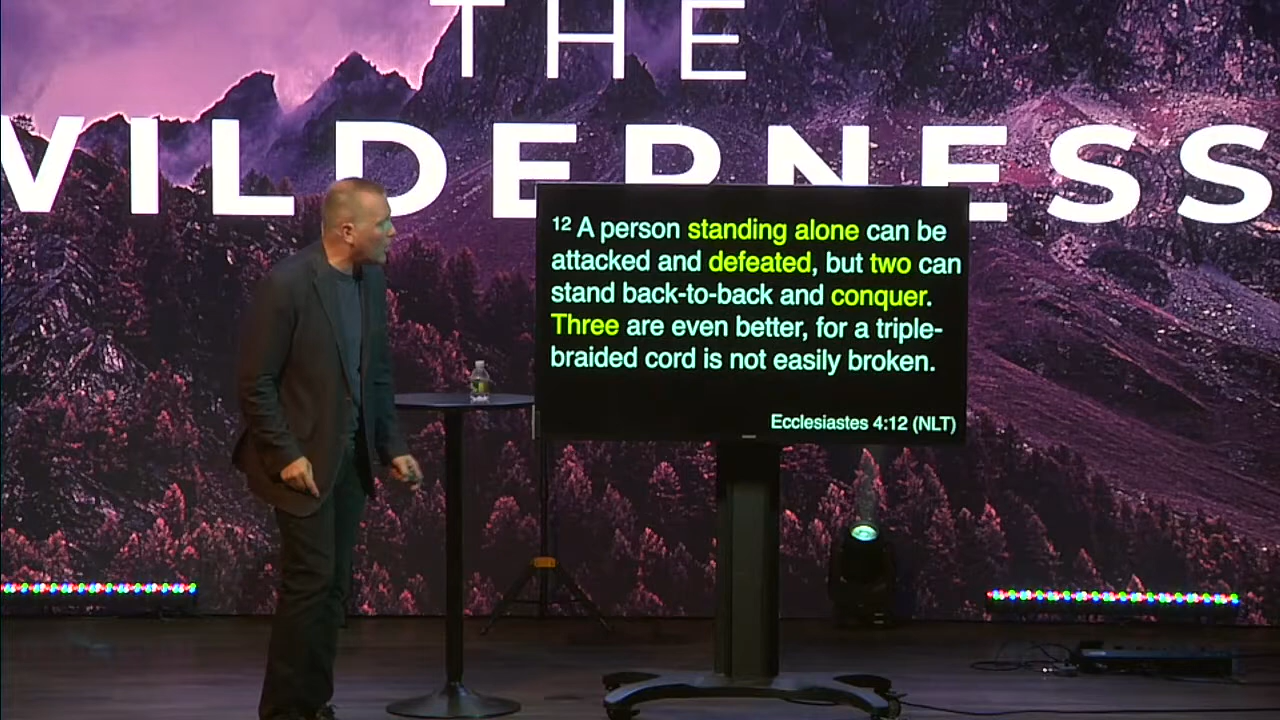 THE
WILDERNESS
12 A person standing alone can be
attacked and defeated, but two can
stand back-to-back and conquer.
Three are even better, for a triple-
braided cord is not easily broken.
Ecclesiastes 4:12 (NLT)